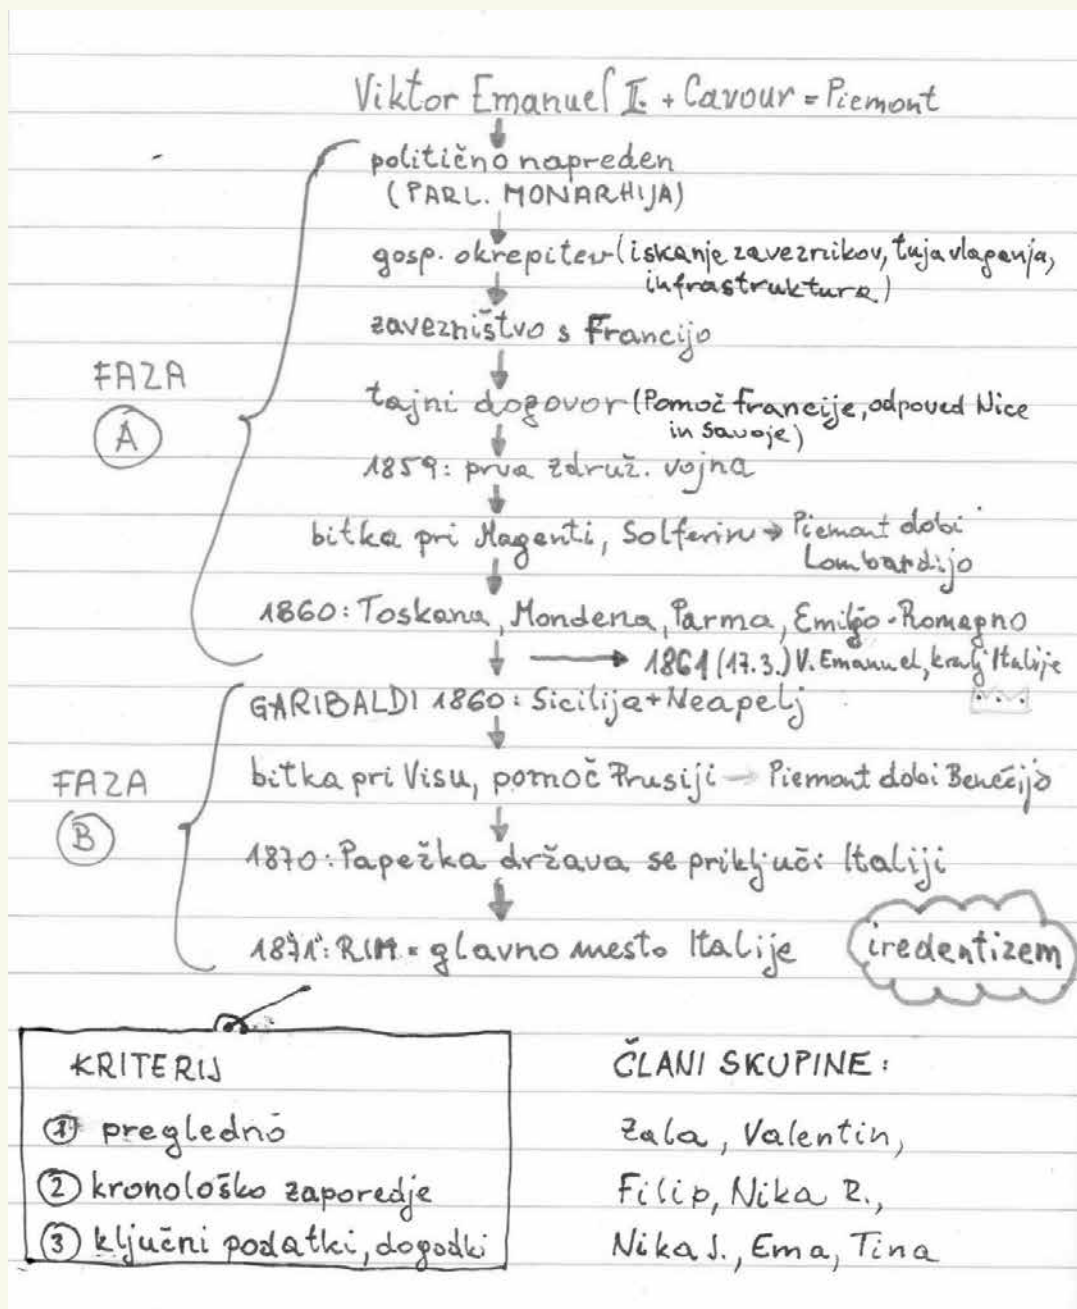 Viktor Emanuel II. + Cavour = Piemont
politično napreden
(PARL. MONARHIJA)
gosp. okrepitev (iskanje zaveznikov, tuja vlaganja,
infrastruktura)
zavezništvo s Francijo
FAZA
A
tajni dogovor (Pomoč francije, odpoved Nice
in Savoje)
1859: prva združ. vojna
bitka pri Magenti, Solferinu → Piemont dobi
Lombardijo
1860: Toskana, Mondena, Parma, Emiljo-Romagno
→ 1861 (17.3.) V. Emanuel, kralj Italije
GARIBALDI 1860: Sicilija + Neapelj
FAZA
B
bitka pri Visu, pomoč Prusiji → Piemont dobi Benečijo
1870: Papežka država se priključi Italiji
1871: RIM = glavno mesto Italije
iredentizem
KRITERIJ
① pregledno
② kronološko zaporedje
③ ključni podatki, dogodki
ČLANI SKUPINE:
Zala, Valentin,
Filip, Nika R.,
Nika J., Ema, Tina